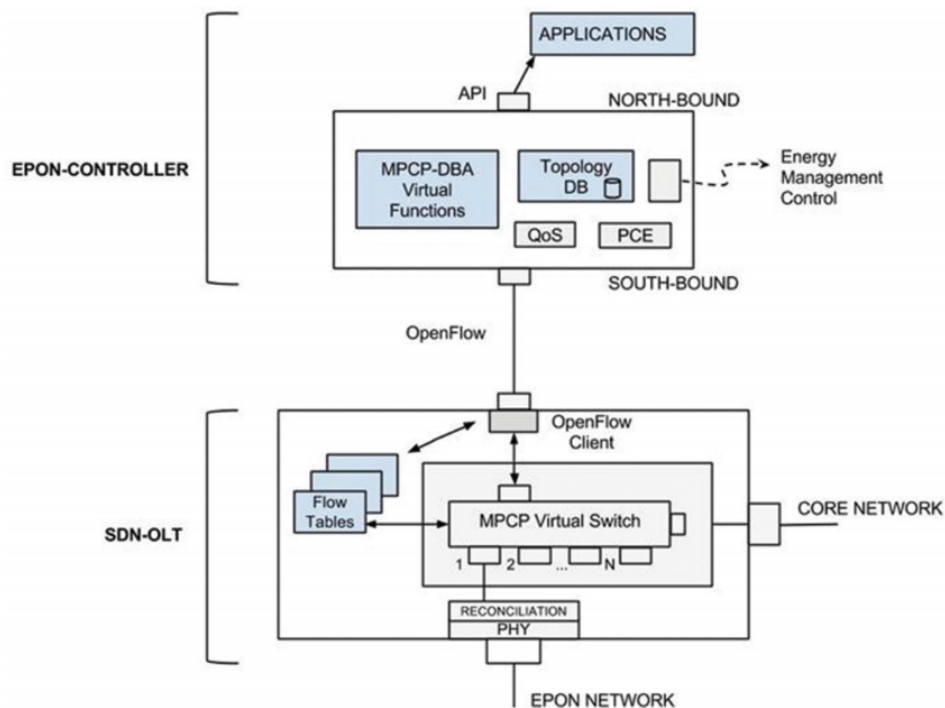 APPLICATIONS
API
NORTH-BOUND
EPON-CONTROLLER
MPCP-DBA
Virtual
Functions
Topology
DB
Energy
Management
Control
QoS
PCE
SOUTH-BOUND
OpenFlow
OpenFlow
Client
Flow
Tables
MPCP Virtual Switch
CORE NETWORK
SDN-OLT
1
2
...
N
RECONCILIATION
PHY
EPON NETWORK